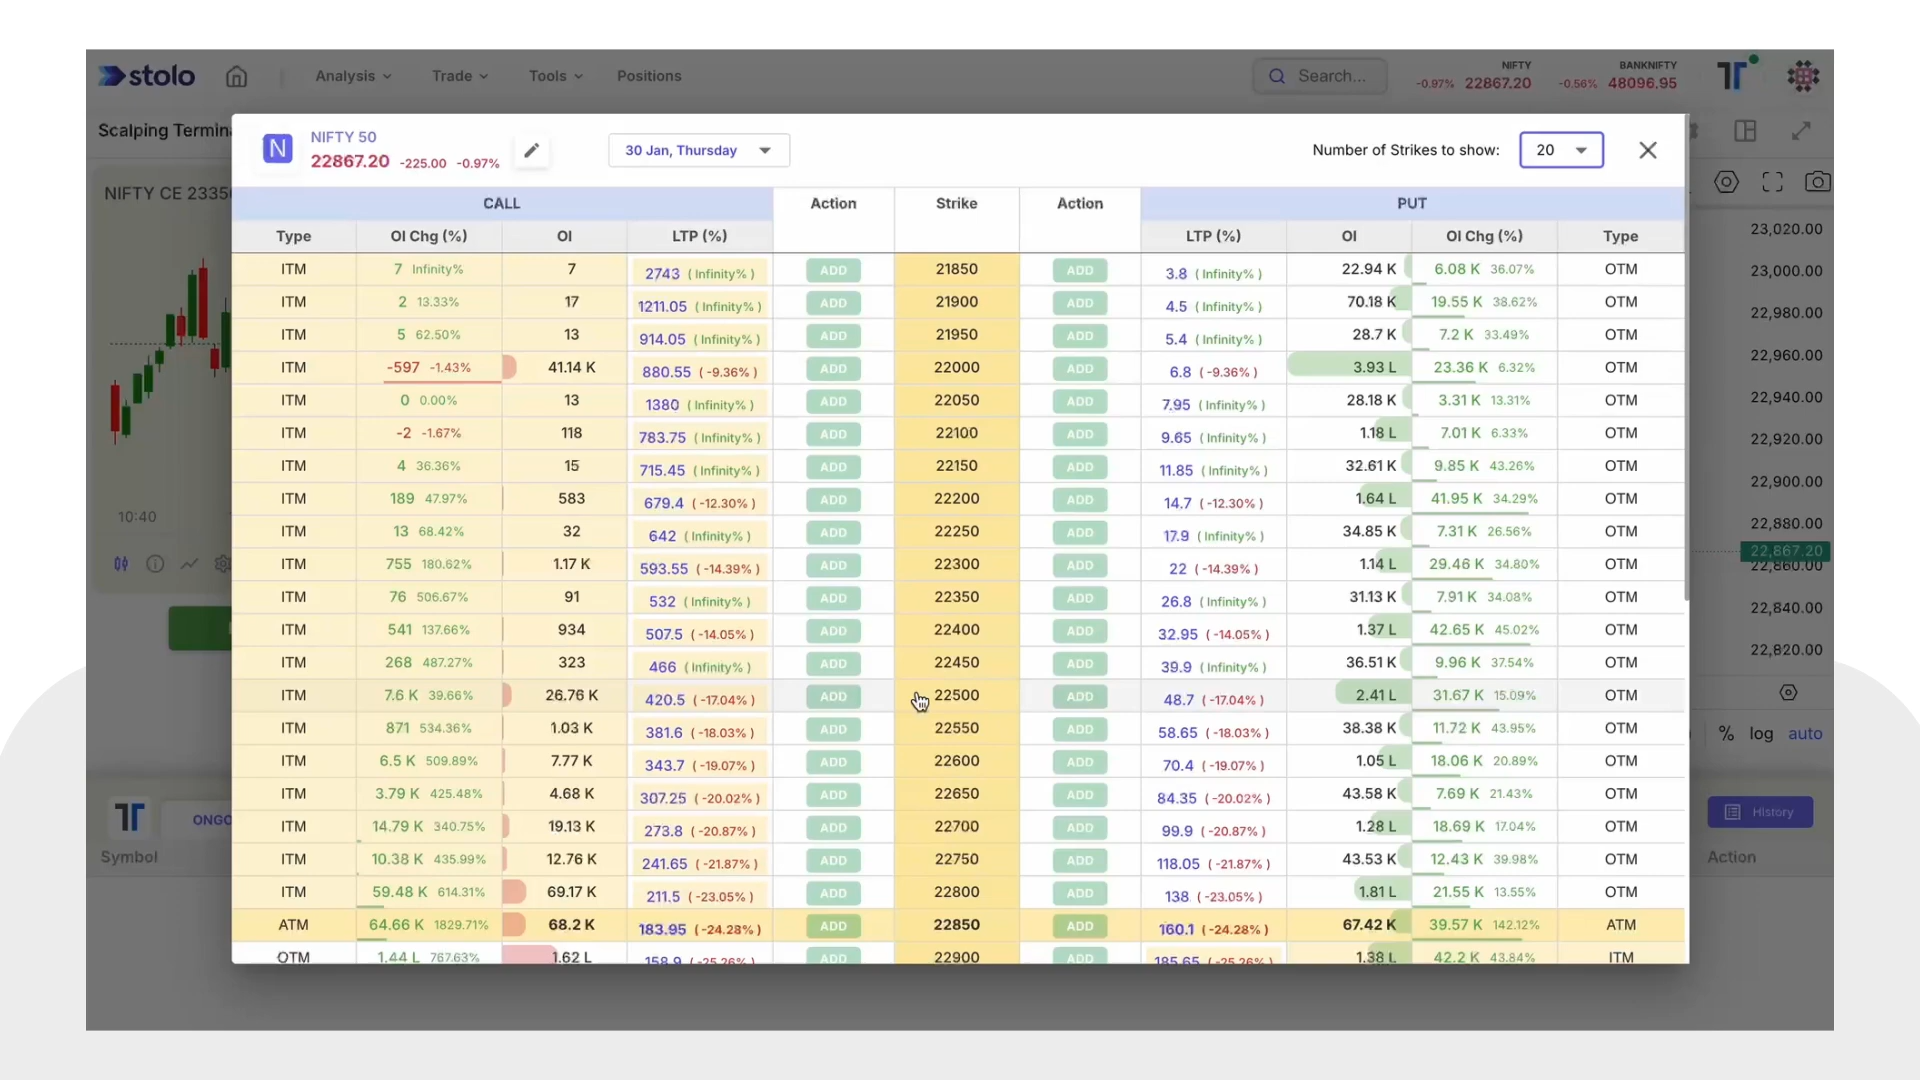 stolo
Analysis
Trade
Tools
Positions
Search...
NIFTY
-0.97% 22867.20
BANKNIFTY
-0.56% 48096.95
Scalping Termina
N
NIFTY 50
22867.20 -225.00 -0.97%
30 Jan, Thursday
Number of Strikes to show: 20
NIFTY CE 2335
CALL Action Strike Action PUT
Type OI Chg (%) OI LTP (%) LTP (%) OI OI Chg (%) Type
ITM 7 Infinity% 7 2743 ( Infinity% ) ADD 21850 ADD 3.8 ( Infinity% ) 22.94 K 6.08 K 36.07% OTM
ITM 2 13.33% 17 1211.05 ( Infinity% ) ADD 21900 ADD 4.5 ( Infinity% ) 70.18 K 19.55 K 38.62% OTM
ITM 5 62.50% 13 914.05 ( Infinity% ) ADD 21950 ADD 5.4 ( Infinity% ) 28.7 K 7.2 K 33.49% OTM
ITM -597 -1.43% 41.14 K 880.55 ( -9.36% ) ADD 22000 ADD 6.8 ( -9.36% ) 3.93 L 23.36 K 6.32% OTM
ITM 0 0.00% 13 1380 ( Infinity% ) ADD 22050 ADD 7.95 ( Infinity% ) 28.18 K 3.31 K 13.31% OTM
ITM -2 -1.67% 118 783.75 ( Infinity% ) ADD 22100 ADD 9.65 ( Infinity% ) 1.18 L 7.01 K 6.33% OTM
ITM 4 36.36% 15 715.45 ( Infinity% ) ADD 22150 ADD 11.85 ( Infinity% ) 32.61 K 9.85 K 43.26% OTM
ITM 189 47.97% 583 679.4 ( -12.30% ) ADD 22200 ADD 14.7 ( -12.30% ) 1.64 L 41.95 K 34.29% OTM
ITM 13 68.42% 32 642 ( Infinity% ) ADD 22250 ADD 17.9 ( Infinity% ) 34.85 K 7.31 K 26.56% OTM
ITM 755 180.62% 1.17 K 593.55 ( -14.39% ) ADD 22300 ADD 22 ( -14.39% ) 1.14 L 29.46 K 34.80% OTM
ITM 76 506.67% 91 532 ( Infinity% ) ADD 22350 ADD 26.8 ( Infinity% ) 31.13 K 7.91 K 34.08% OTM
ITM 541 137.66% 934 507.5 ( -14.05% ) ADD 22400 ADD 32.95 ( -14.05% ) 1.37 L 42.65 K 45.02% OTM
ITM 268 487.27% 323 466 ( Infinity% ) ADD 22450 ADD 39.9 ( Infinity% ) 36.51 K 9.96 K 37.54% OTM
ITM 7.6 K 39.66% 26.76 K 420.5 ( -17.04% ) ADD 22500 ADD 48.7 ( -17.04% ) 2.41 L 31.67 K 15.09% OTM
ITM 871 534.36% 1.03 K 381.6 ( -18.03% ) ADD 22550 ADD 58.65 ( -18.03% ) 38.38 K 11.72 K 43.95% OTM
ITM 6.5 K 509.89% 7.77 K 343.7 ( -19.07% ) ADD 22600 ADD 70.4 ( -19.07% ) 1.05 L 18.06 K 20.89% OTM
ITM 3.79 K 425.48% 4.68 K 307.25 ( -20.02% ) ADD 22650 ADD 84.35 ( -20.02% ) 43.58 K 7.69 K 21.43% OTM
ITM 14.79 K 340.75% 19.13 K 273.8 ( -20.87% ) ADD 22700 ADD 99.9 ( -20.87% ) 1.28 L 18.69 K 17.04% OTM
ITM 10.38 K 435.99% 12.76 K 241.65 ( -21.87% ) ADD 22750 ADD 118.05 ( -21.87% ) 43.53 K 12.43 K 39.98% OTM
ITM 59.48 K 614.31% 69.17 K 211.5 ( -23.05% ) ADD 22800 ADD 138 ( -23.05% ) 1.81 L 21.55 K 13.55% OTM
ATM 64.66 K 1829.71% 68.2 K 183.95 ( -24.28% ) ADD 22850 ADD 160.1 ( -24.28% ) 67.42 K 39.57 K 142.12% ATM
OTM 1.44 L 767.63% 1.62 L 158.9 ( -25.26% ) ADD 22900 ADD 185.65 ( -25.26% ) 1.38 L 42.2 K 43.84% ITM
10:40
23,020.00
23,000.00
22,980.00
22,960.00
22,940.00
22,920.00
22,900.00
22,880.00
22,867.20
22,860.00
22,840.00
22,820.00
% log auto
ONGO
History
Symbol
Action